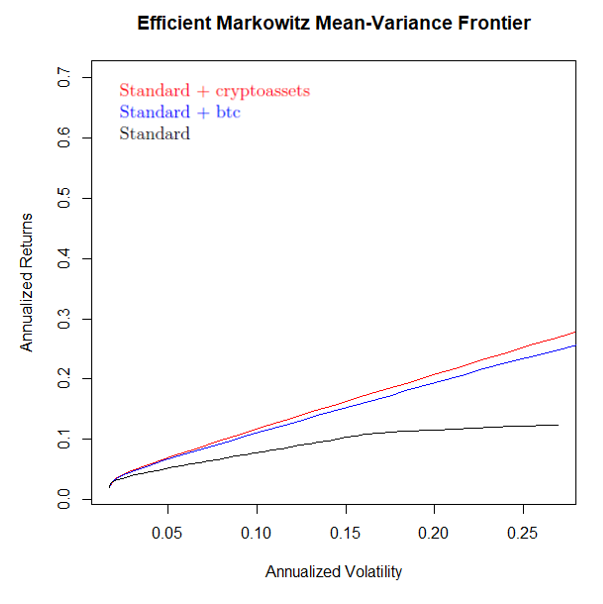 Efficient Markowitz Mean-Variance Frontier
Standard + cryptoassets
Standard + btc
Standard
Annualized Returns
0.7
0.6
0.5
0.4
0.3
0.2
0.1
0.0
0.05 0.10 0.15 0.20 0.25
Annualized Volatility